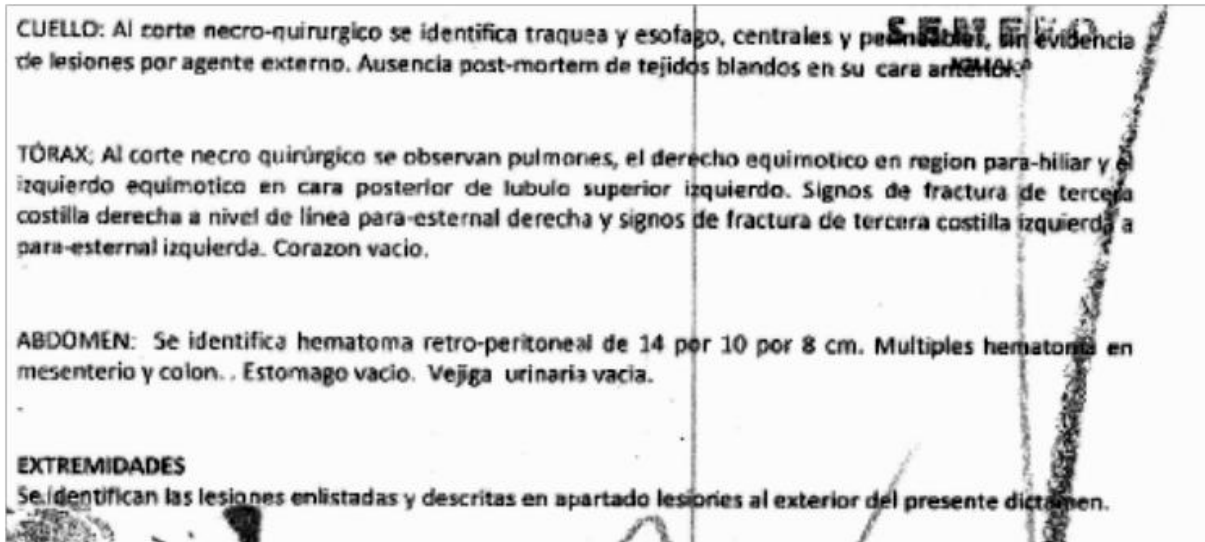 CUELLO: Al corte necro-quirurgico se identifica traquea y esofago, centrales y permeables, sin evidencia
de lesiones por agente externo. Ausencia post-mortem de tejidos blandos en su cara anterior.
TÓRAX; Al corte necro quirúrgico se observan pulmones, el derecho equimotico en region para-hiliar y el
izquierdo equimotico en cara posterior de lubulo superior izquierdo. Signos de fractura de tercera
costilla derecha a nivel de linea para-esternal derecha y signos de fractura de tercera costilla izquierda a
para-esternal izquierda. Corazon vacio.
ABDOMEN: Se identifica hematoma retro-peritoneal de 14 por 10 por 8 cm. Multiples hematoma en
mesenterio y colon. . Estomago vacio. Vejiga urinaria vacia.
EXTREMIDADES
Se identifican las lesiones enlistadas y descritas en apartado lesiones al exterior del presente dictamen.